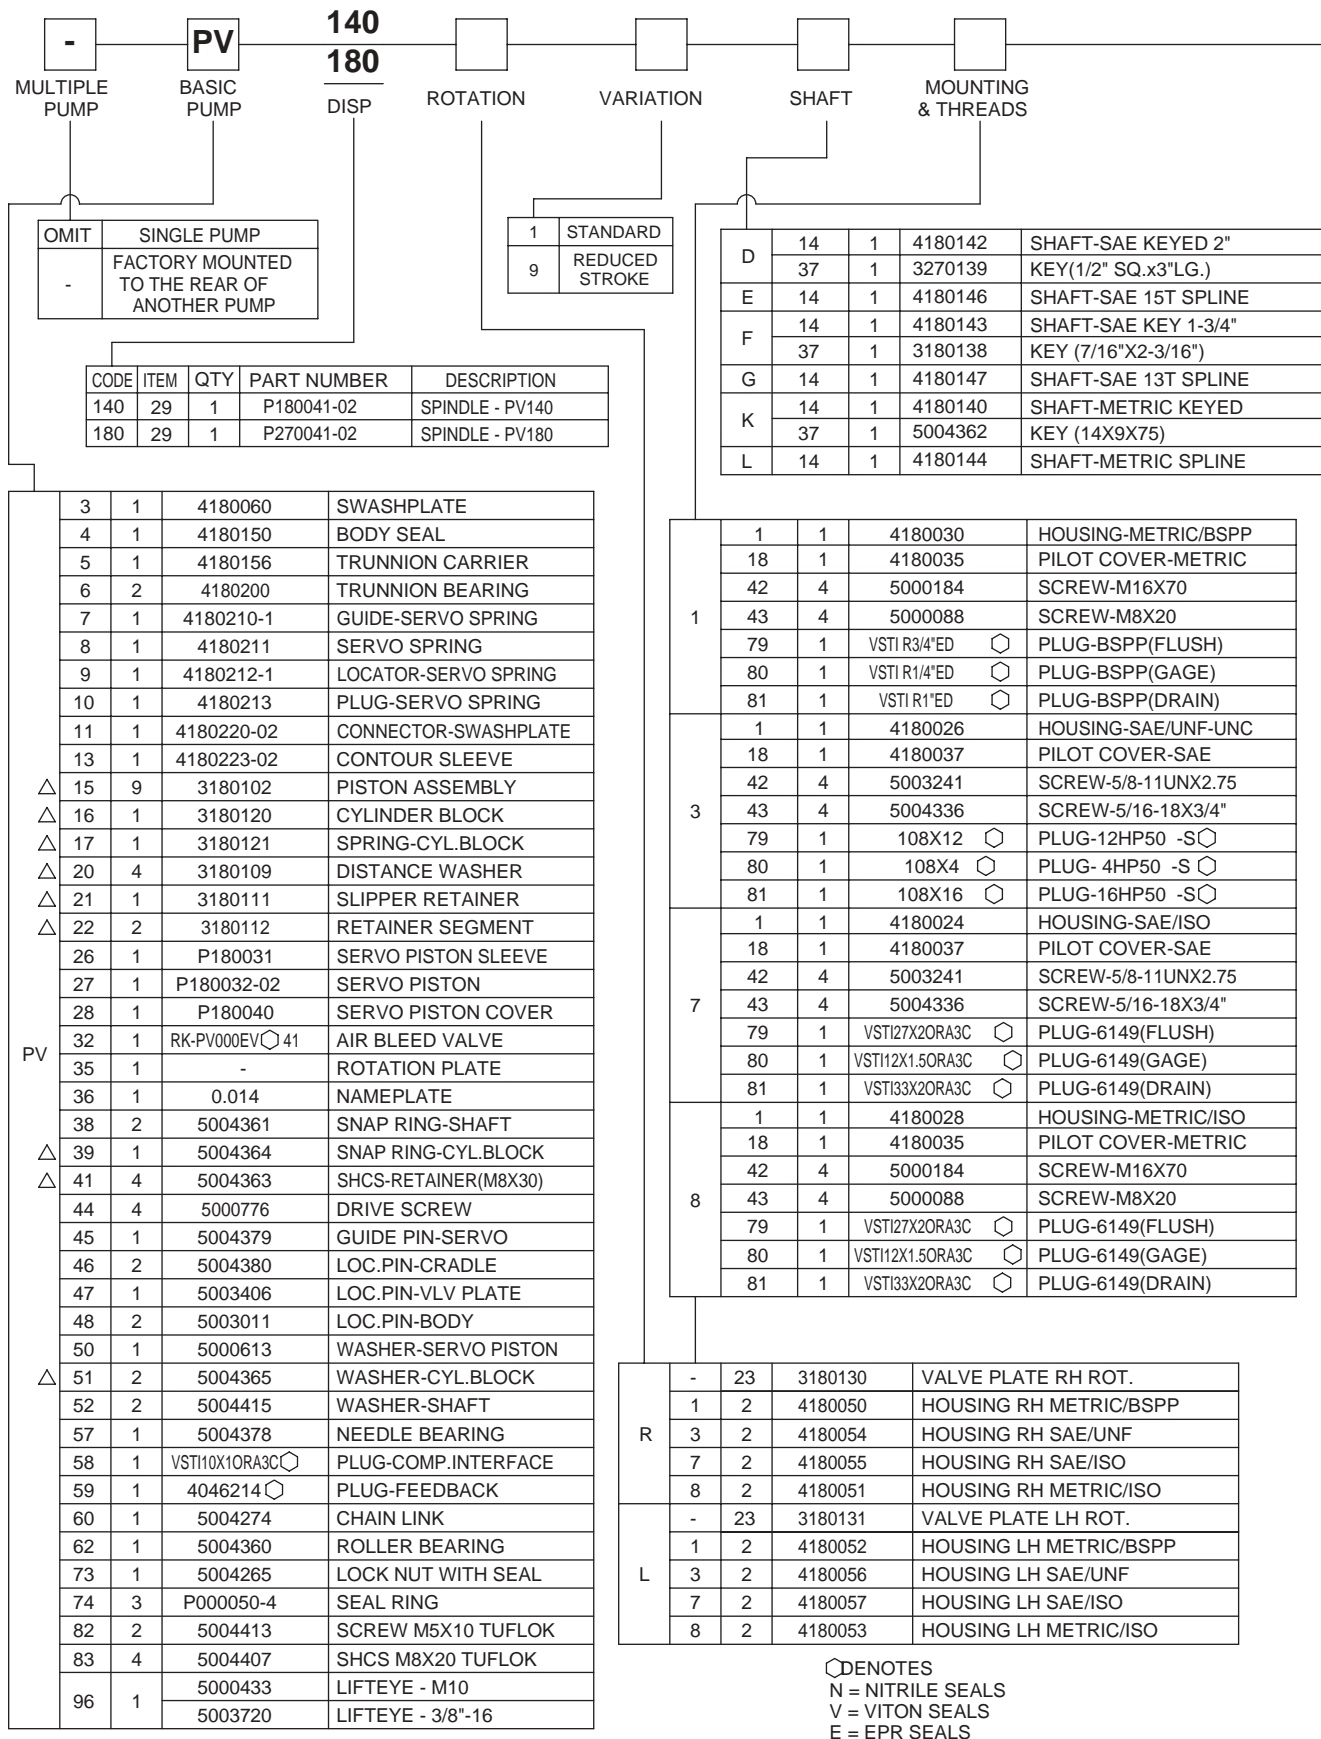 - PV 140
180
MULTIPLE PUMP
BASIC PUMP
DISP
ROTATION
VARIATION
SHAFT
MOUNTING & THREADS
OMIT SINGLE PUMP
- FACTORY MOUNTED
TO THE REAR OF
ANOTHER PUMP
1 STANDARD
9 REDUCED STROKE
CODE ITEM QTY PART NUMBER DESCRIPTION
140 29 1 P180041-02 SPINDLE - PV140
180 29 1 P270041-02 SPINDLE - PV180
D 14 1 4180142 SHAFT-SAE KEYED 2"
37 1 3270139 KEY(1/2" SQ.x3"LG.)
E 14 1 4180146 SHAFT-SAE 15T SPLINE
F 14 1 4180143 SHAFT-SAE KEY 1-3/4"
37 1 3180138 KEY (7/16"X2-3/16")
G 14 1 4180147 SHAFT-SAE 13T SPLINE
K 14 1 4180140 SHAFT-METRIC KEYED
37 1 5004362 KEY (14X9X75)
L 14 1 4180144 SHAFT-METRIC SPLINE
PV
3 1 4180060 SWASHPLATE
4 1 4180150 BODY SEAL
5 1 4180156 TRUNNION CARRIER
6 2 4180200 TRUNNION BEARING
7 1 4180210-1 GUIDE-SERVO SPRING
8 1 4180211 SERVO SPRING
9 1 4180212-1 LOCATOR-SERVO SPRING
10 1 4180213 PLUG-SERVO SPRING
11 1 4180220-02 CONNECTOR-SWASHPLATE
13 1 4180223-02 CONTOUR SLEEVE
△ 15 9 3180102 PISTON ASSEMBLY
△ 16 1 3180120 CYLINDER BLOCK
△ 17 1 3180121 SPRING-CYL.BLOCK
△ 20 4 3180109 DISTANCE WASHER
△ 21 1 3180111 SLIPPER RETAINER
△ 22 2 3180112 RETAINER SEGMENT
26 1 P180031 SERVO PISTON SLEEVE
27 1 P180032-02 SERVO PISTON
28 1 P180040 SERVO PISTON COVER
32 1 RK-PV000EV⬡ 41 AIR BLEED VALVE
35 1 - ROTATION PLATE
36 1 0.014 NAMEPLATE
38 2 5004361 SNAP RING-SHAFT
△ 39 1 5004364 SNAP RING-CYL.BLOCK
△ 41 4 5004363 SHCS-RETAINER(M8X30)
44 4 5000776 DRIVE SCREW
45 1 5004379 GUIDE PIN-SERVO
46 2 5004380 LOC.PIN-CRADLE
47 1 5003406 LOC.PIN-VLV PLATE
48 2 5003011 LOC.PIN-BODY
50 1 5000613 WASHER-SERVO PISTON
△ 51 2 5004365 WASHER-CYL.BLOCK
52 2 5004415 WASHER-SHAFT
57 1 5004378 NEEDLE BEARING
58 1 VSTI10X1ORA3C⬡ PLUG-COMP.INTERFACE
59 1 4046214⬡ PLUG-FEEDBACK
60 1 5004274 CHAIN LINK
62 1 5004360 ROLLER BEARING
73 1 5004265 LOCK NUT WITH SEAL
74 3 P000050-4 SEAL RING
82 2 5004413 SCREW M5X10 TUFLOK
83 4 5004407 SHCS M8X20 TUFLOK
96 1 5000433 LIFTEYE - M10
5003720 LIFTEYE - 3/8"-16
1
1 1 4180030 HOUSING-METRIC/BSPP
18 1 4180035 PILOT COVER-METRIC
42 4 5000184 SCREW-M16X70
43 4 5000088 SCREW-M8X20
79 1 VSTI R3/4"ED ⬡ PLUG-BSPP(FLUSH)
80 1 VSTI R1/4"ED ⬡ PLUG-BSPP(GAGE)
81 1 VSTI R1"ED ⬡ PLUG-BSPP(DRAIN)
3
1 1 4180026 HOUSING-SAE/UNF-UNC
18 1 4180037 PILOT COVER-SAE
42 4 5003241 SCREW-5/8-11UNX2.75
43 4 5004336 SCREW-5/16-18X3/4"
79 1 108X12 ⬡ PLUG-12HP50 -S⬡
80 1 108X4 ⬡ PLUG- 4HP50 -S ⬡
81 1 108X16 ⬡ PLUG-16HP50 -S⬡
7
1 1 4180024 HOUSING-SAE/ISO
18 1 4180037 PILOT COVER-SAE
42 4 5003241 SCREW-5/8-11UNX2.75
43 4 5004336 SCREW-5/16-18X3/4"
79 1 VSTI27X2ORA3C ⬡ PLUG-6149(FLUSH)
80 1 VSTI12X1.5ORA3C ⬡ PLUG-6149(GAGE)
81 1 VSTI33X2ORA3C ⬡ PLUG-6149(DRAIN)
8
1 1 4180028 HOUSING-METRIC/ISO
18 1 4180035 PILOT COVER-METRIC
42 4 5000184 SCREW-M16X70
43 4 5000088 SCREW-M8X20
79 1 VSTI27X2ORA3C ⬡ PLUG-6149(FLUSH)
80 1 VSTI12X1.5ORA3C ⬡ PLUG-6149(GAGE)
81 1 VSTI33X2ORA3C ⬡ PLUG-6149(DRAIN)
R
- 23 3180130 VALVE PLATE RH ROT.
1 2 4180050 HOUSING RH METRIC/BSPP
3 2 4180054 HOUSING RH SAE/UNF
7 2 4180055 HOUSING RH SAE/ISO
8 2 4180051 HOUSING RH METRIC/ISO
L
- 23 3180131 VALVE PLATE LH ROT.
1 2 4180052 HOUSING LH METRIC/BSPP
3 2 4180056 HOUSING LH SAE/UNF
7 2 4180057 HOUSING LH SAE/ISO
8 2 4180053 HOUSING LH METRIC/ISO
⬡DENOTES
N = NITRILE SEALS
V = VITON SEALS
E = EPR SEALS